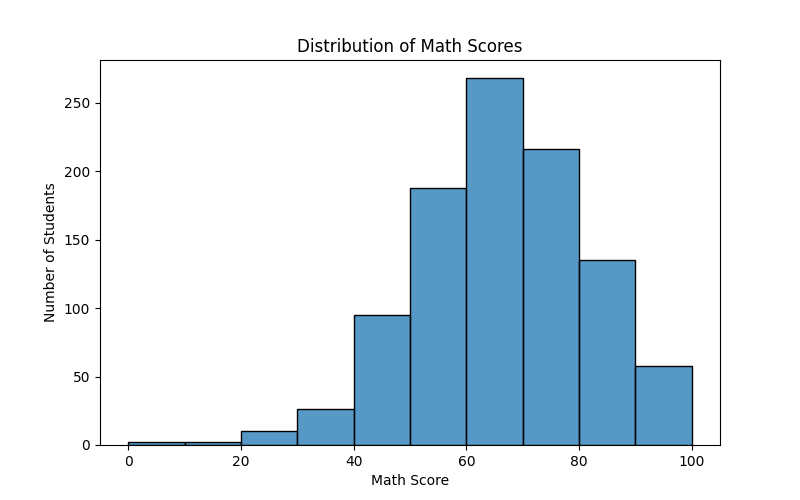 Distribution of Math Scores
Number of Students
250
200
150
100
50
0
0 20 40 60 80 100
Math Score